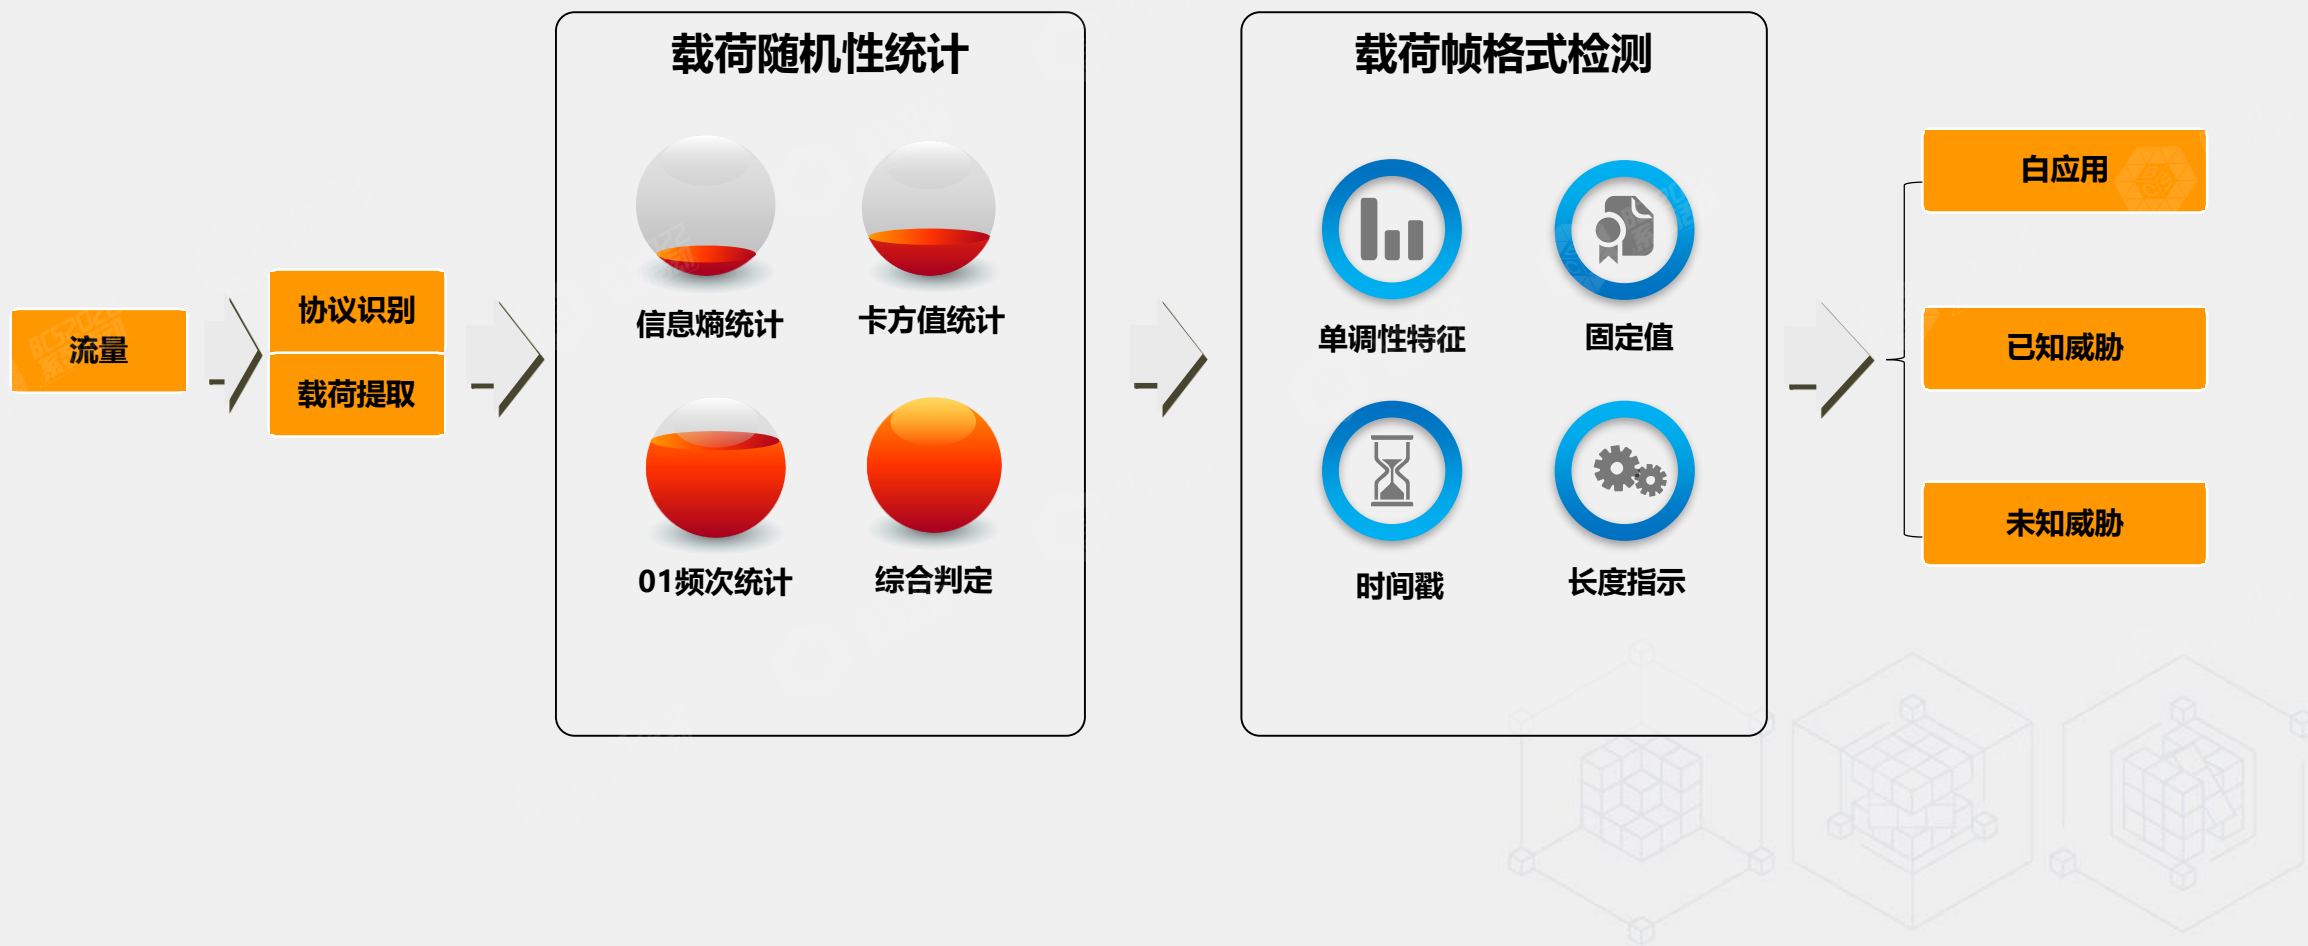 流量
协议识别
载荷提取
载荷随机性统计
信息熵统计
卡方值统计
01频次统计
综合判定
载荷帧格式检测
单调性特征
固定值
时间戳
长度指示
白应用
已知威胁
未知威胁
BCS2022
系列